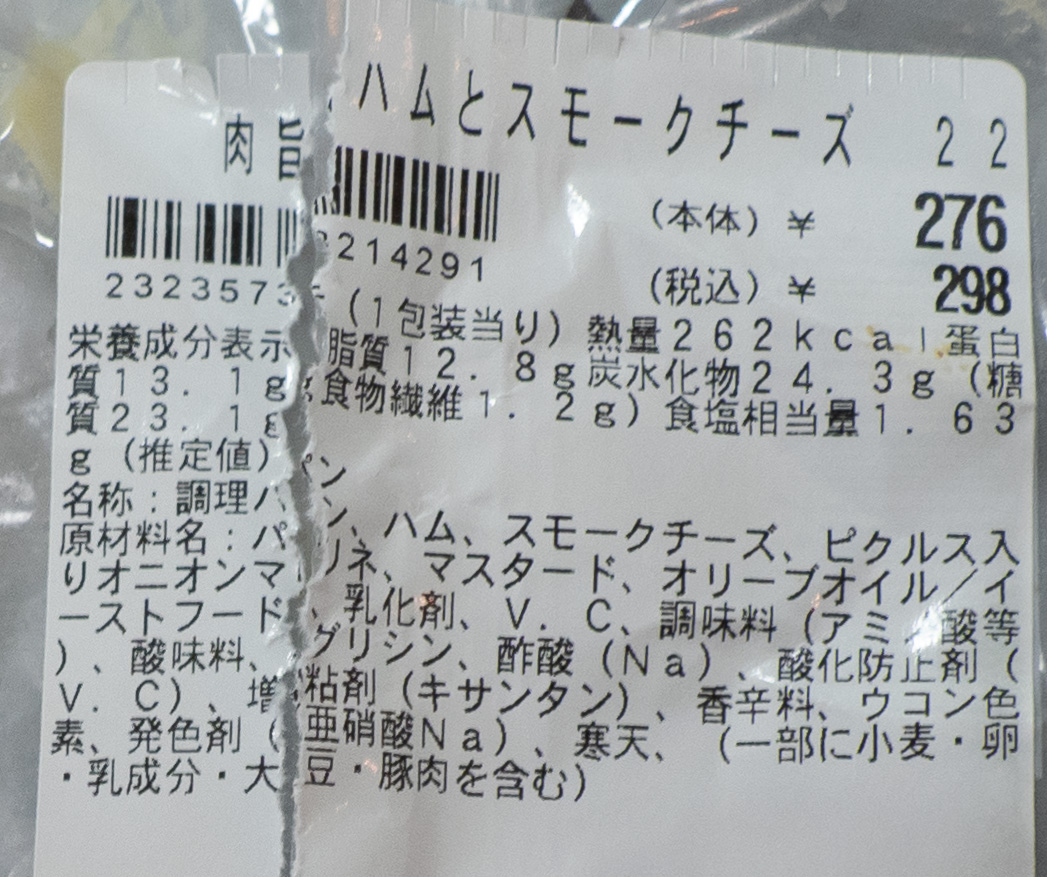 肉旨ハムとスモークチーズ 22
(本体) ¥ 276
2323573 214291
(税込) ¥ 298
栄養成分表示 (1包装当り) 熱量262kcal蛋白
質13.1g 脂質12.8g炭水化物24.3g(糖
質23.1g 食物繊維1.2g)食塩相当量1.63
g(推定値)
名称:調理パン
原材料名:パン、ハム、スモークチーズ、ピクルス入
りオニオンマリネ、マスタード、オリーブオイル/イ
ーストフード、乳化剤、V.C、調味料(アミノ酸等
)、酸味料、グリシン、酢酸(Na)、酸化防止剤(
V.C)、増粘剤(キサンタン)、香辛料、ウコン色
素、発色剤(亜硝酸Na)、寒天、(一部に小麦・卵
・乳成分・大豆・豚肉を含む)